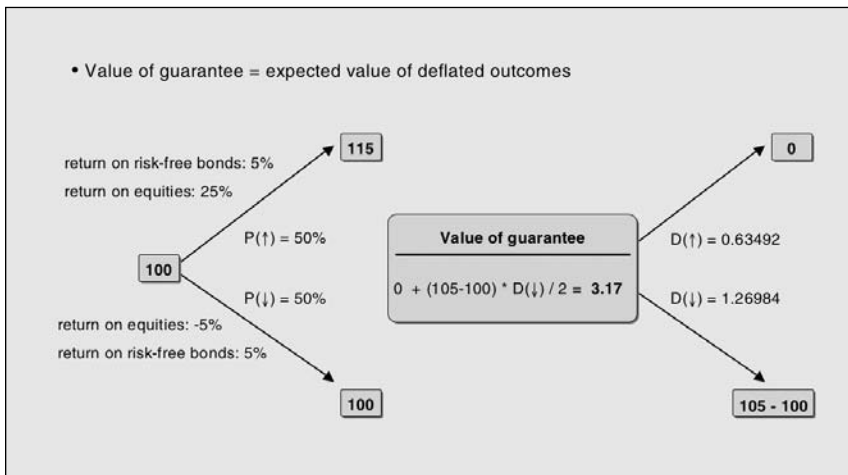 • Value of guarantee = expected value of deflated outcomes
115
0
return on risk-free bonds: 5%
return on equities: 25%
P(↑) = 50%
Value of guarantee
D(↑) = 0.63492
100
0 + (105-100) * D(↓) / 2 = 3.17
P(↓) = 50%
D(↓) = 1.26984
return on equities: -5%
return on risk-free bonds: 5%
100
105 - 100